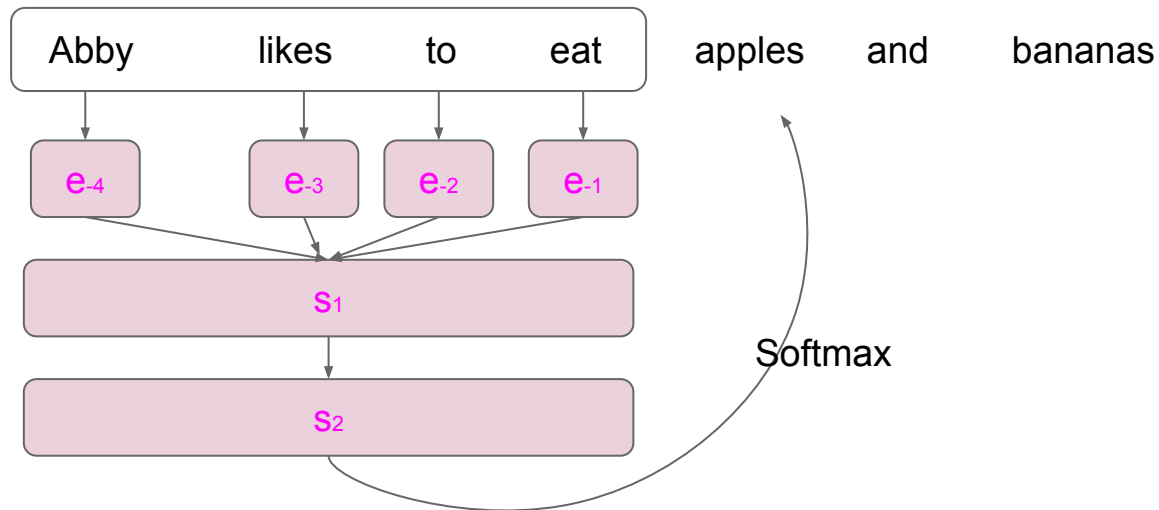 Abby likes to eat apples and bananas
e-4 e-3 e-2 e-1
s1
Softmax
s2